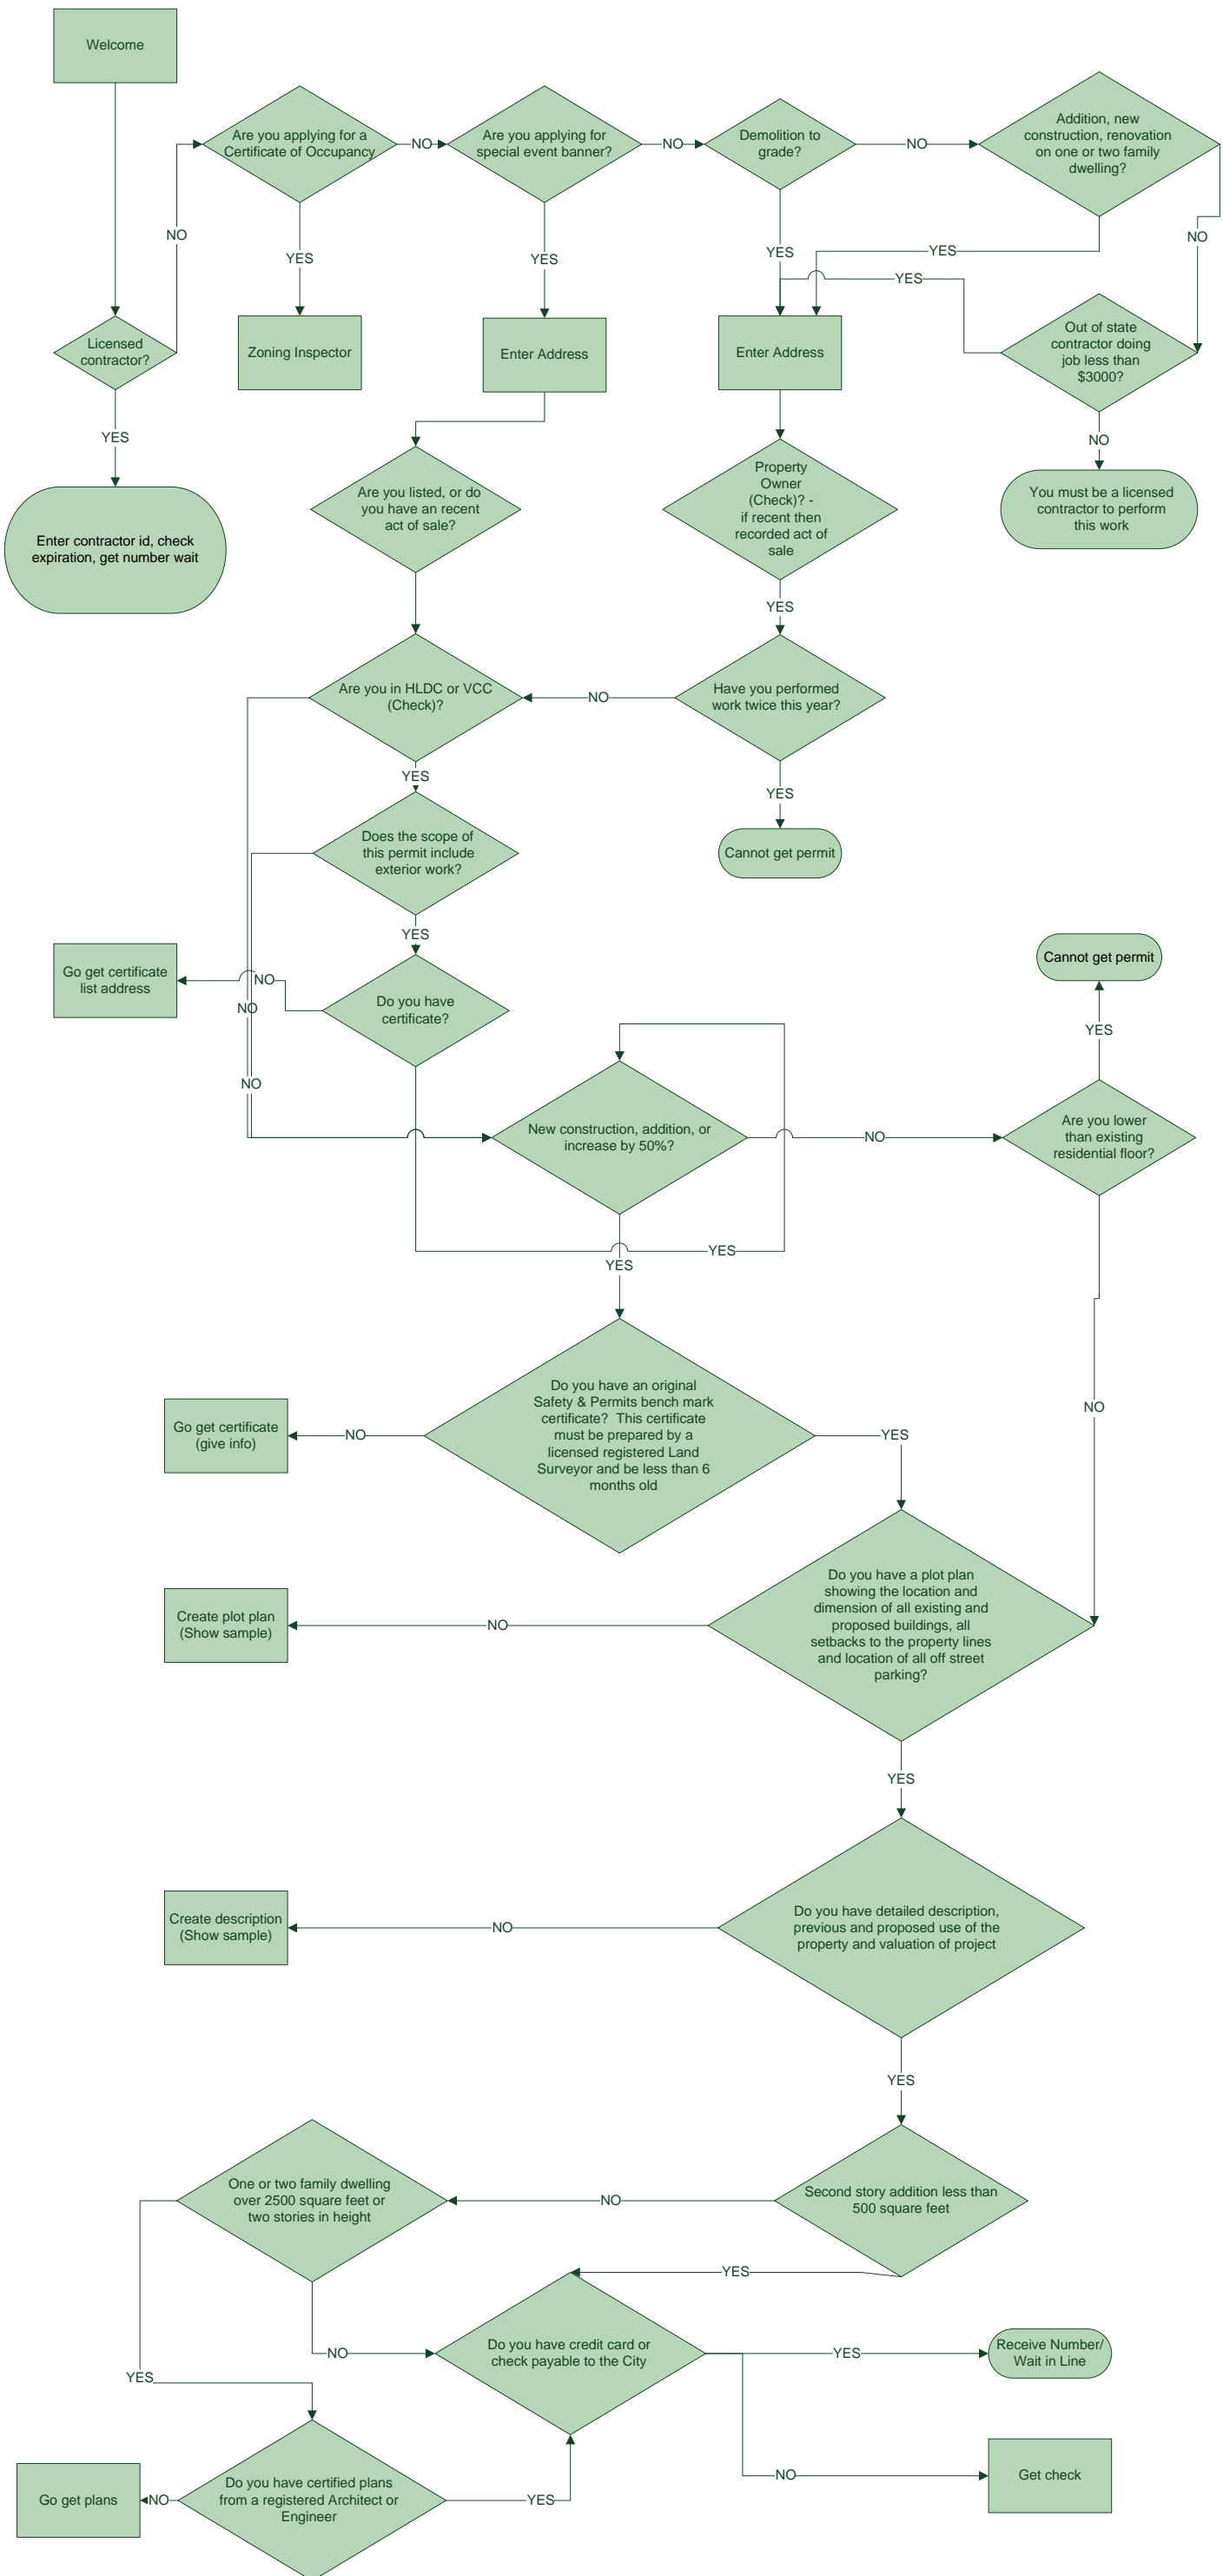 Welcome
Are you applying for a
Certificate of Occupancy
NO
Are you applying for
special event banner?
NO
Demolition to
grade?
NO
Addition, new
construction, renovation
on one or two family
dwelling?
NO
YES
YES
YES
YES
NO
YES
Licensed
contractor?
Zoning Inspector
Enter Address
Enter Address
Out of state
contractor doing
job less than
$3000?
YES
NO
Enter contractor id, check
expiration, get number wait
Are you listed, or do
you have an recent
act of sale?
Property
Owner
(Check)? -
if recent then
recorded act of
sale
You must be a licensed
contractor to perform
this work
YES
Are you in HLDC or VCC
(Check)?
NO
Have you performed
work twice this year?
YES
YES
Does the scope of
this permit include
exterior work?
Cannot get permit
YES
Go get certificate
list address
NO
Do you have
certificate?
NO
Cannot get permit
YES
NO
New construction, addition, or
increase by 50%?
NO
Are you lower
than existing
residential floor?
YES
YES
Do you have an original
Safety & Permits bench mark
certificate?  This certificate
must be prepared by a
licensed registered Land
Surveyor and be less than 6
months old
Go get certificate
(give info)
NO
YES
NO
Do you have a plot plan
showing the location and
dimension of all existing and
proposed buildings, all
setbacks to the property lines
and location of all off street
parking?
Create plot plan
(Show sample)
NO
YES
Create description
(Show sample)
NO
Do you have detailed description,
previous and proposed use of the
property and valuation of project
YES
One or two family dwelling
over 2500 square feet or
two stories in height
NO
Second story addition less than
500 square feet
YES
NO
Do you have credit card or
check payable to the City
YES
Receive Number/
Wait in Line
YES
Go get plans
NO
Do you have certified plans
from a registered Architect or
Engineer
YES
NO
Get check